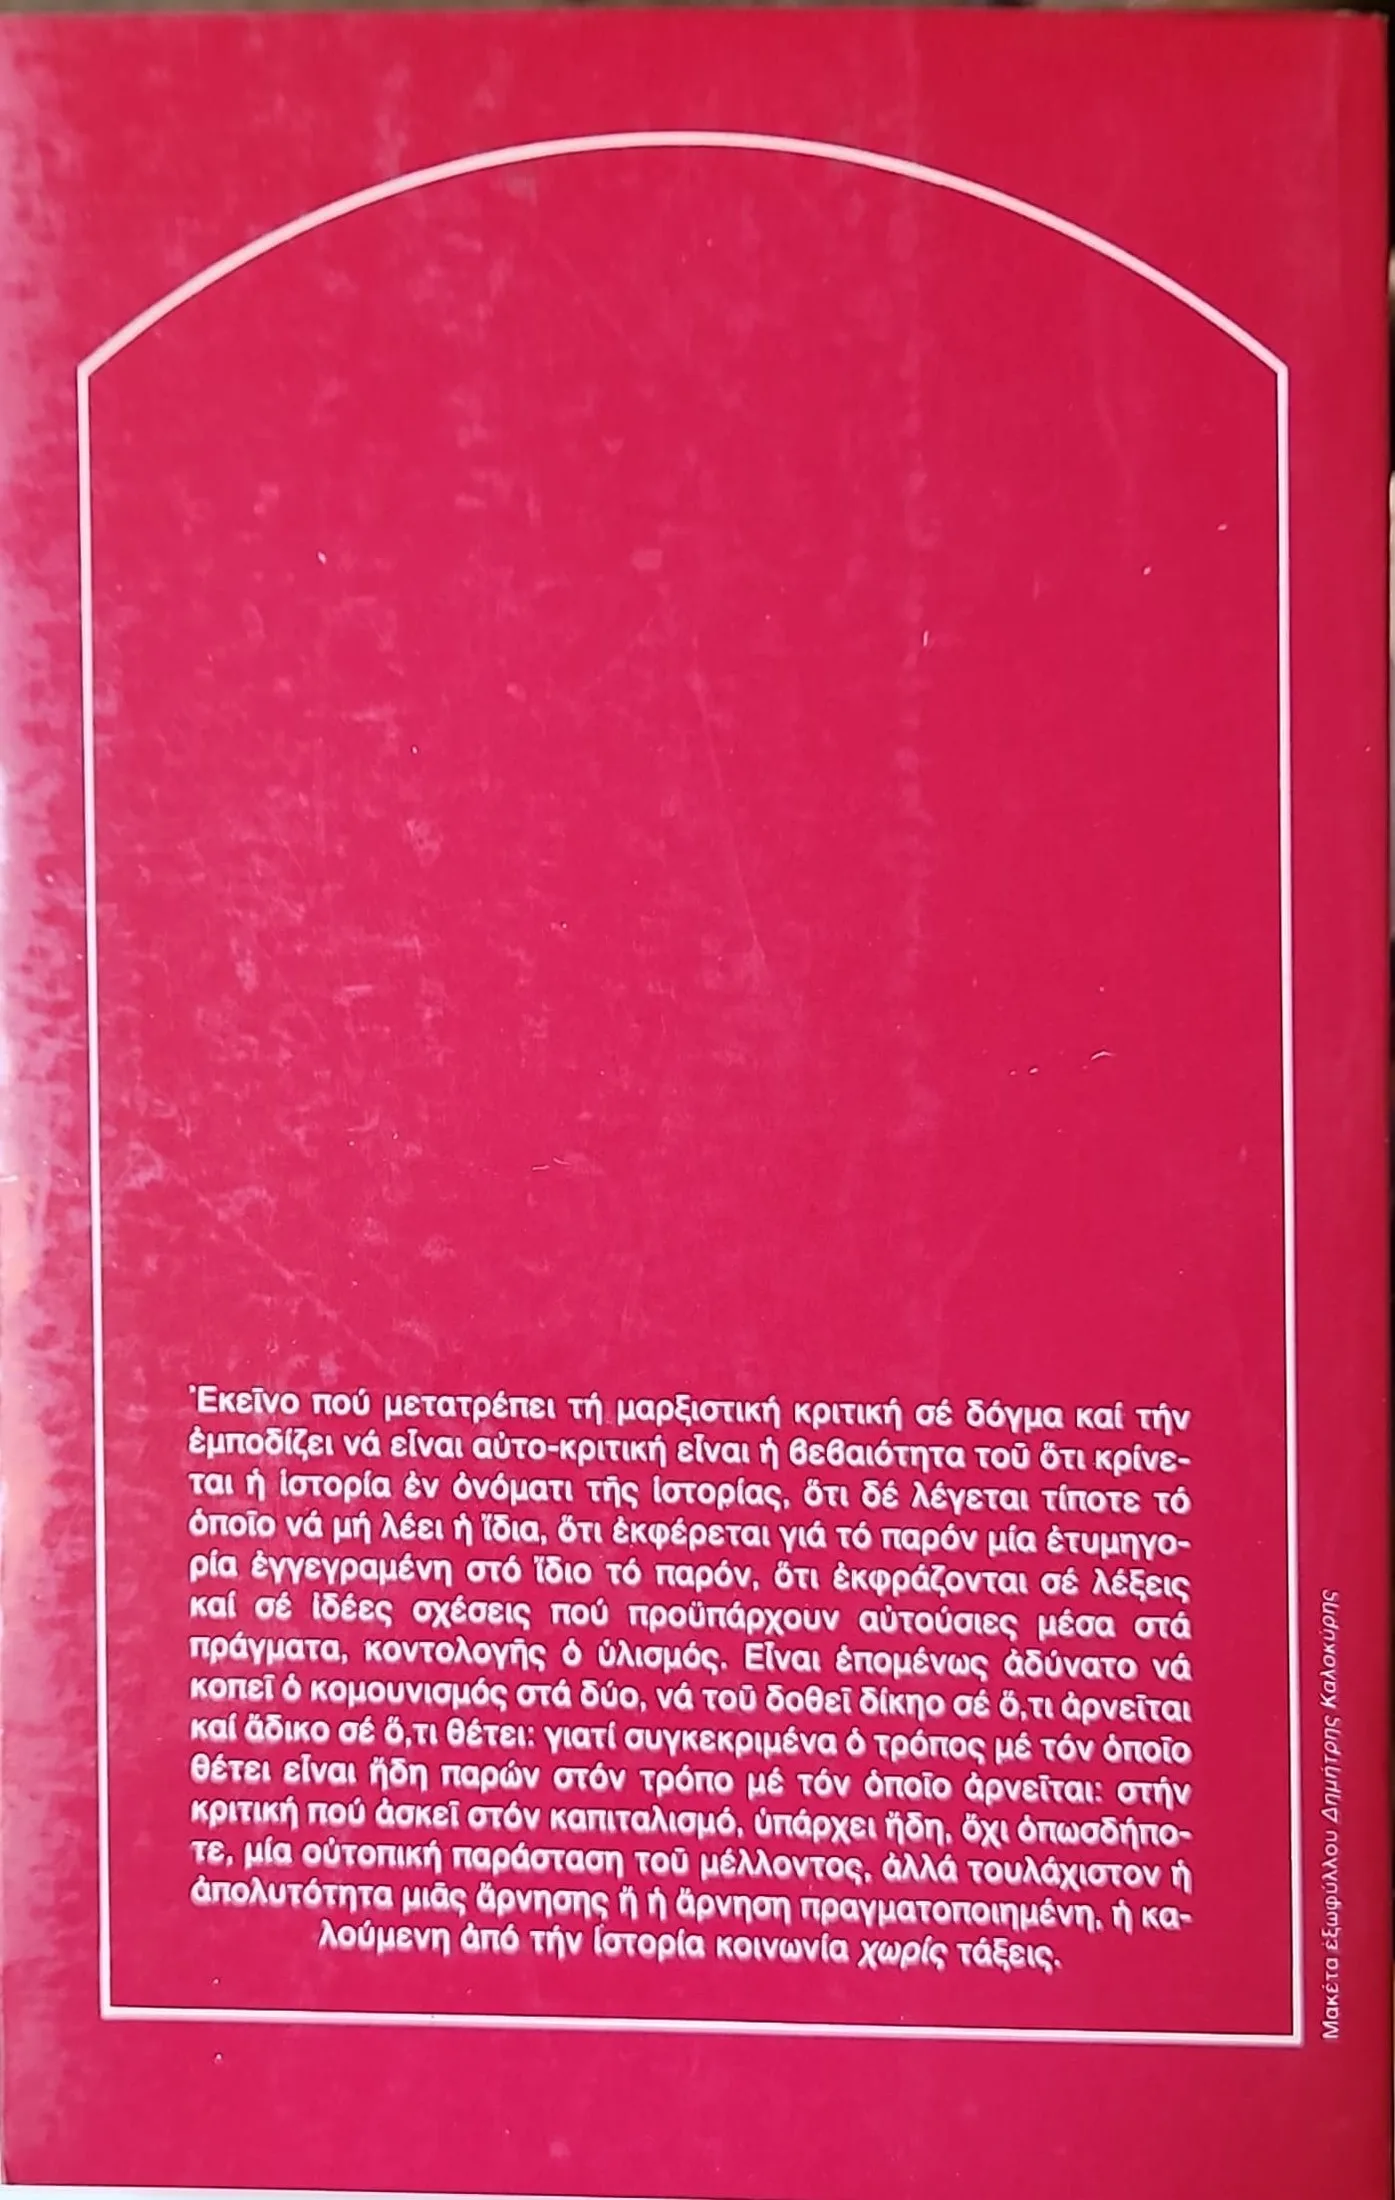 Ἐκεῖνο πού μετατρέπει τή μαρξιστική κριτική σέ δόγμα καί τήν
ἐμποδίζει νά εἶναι αὐτο-κριτική εἶναι ἡ βεβαιότητα τοῦ ὅτι κρίνε-
ται ἡ ἱστορία ἐν ὀνόματι τῆς ἱστορίας, ὅτι δέ λέγεται τίποτε τό
ὁποῖο νά μή λέει ἡ ἴδια, ὅτι ἐκφέρεται γιά τό παρόν μία ἐτυμηγο-
ρία ἐγγεγραμένη στό ἴδιο τό παρόν, ὅτι ἐκφράζονται σέ λέξεις
καί σέ ἰδέες σχέσεις πού προϋπάρχουν αὐτούσιες μέσα στά
πράγματα, κοντολογῆς ὁ ὑλισμός. Εἶναι ἑπομένως ἀδύνατο νά
κοπεῖ ὁ κομουνισμός στά δύο, νά τοῦ δοθεῖ δίκηο σέ ὅ,τι ἀρνεῖται
καί ἄδικο σέ ὅ,τι θέτει: γιατί συγκεκριμένα ὁ τρόπος μέ τόν ὁποῖο
θέτει εἶναι ἤδη παρών στόν τρόπο μέ τόν ὁποῖο ἀρνεῖται: στήν
κριτική πού ἀσκεῖ στόν καπιταλισμό, ὑπάρχει ἤδη, ὄχι ὁπωσδήπο-
τε, μία οὐτοπική παράσταση τοῦ μέλλοντος, ἀλλά τουλάχιστον ἡ
ἀπολυτότητα μιᾶς ἄρνησης ἤ ἡ ἄρνηση πραγματοποιημένη, ἡ κα-
λούμενη ἀπό τήν ἱστορία κοινωνία χωρίς τάξεις.
Μακέτα ἐξωφύλλου Δημήτρης Καλοκύρης